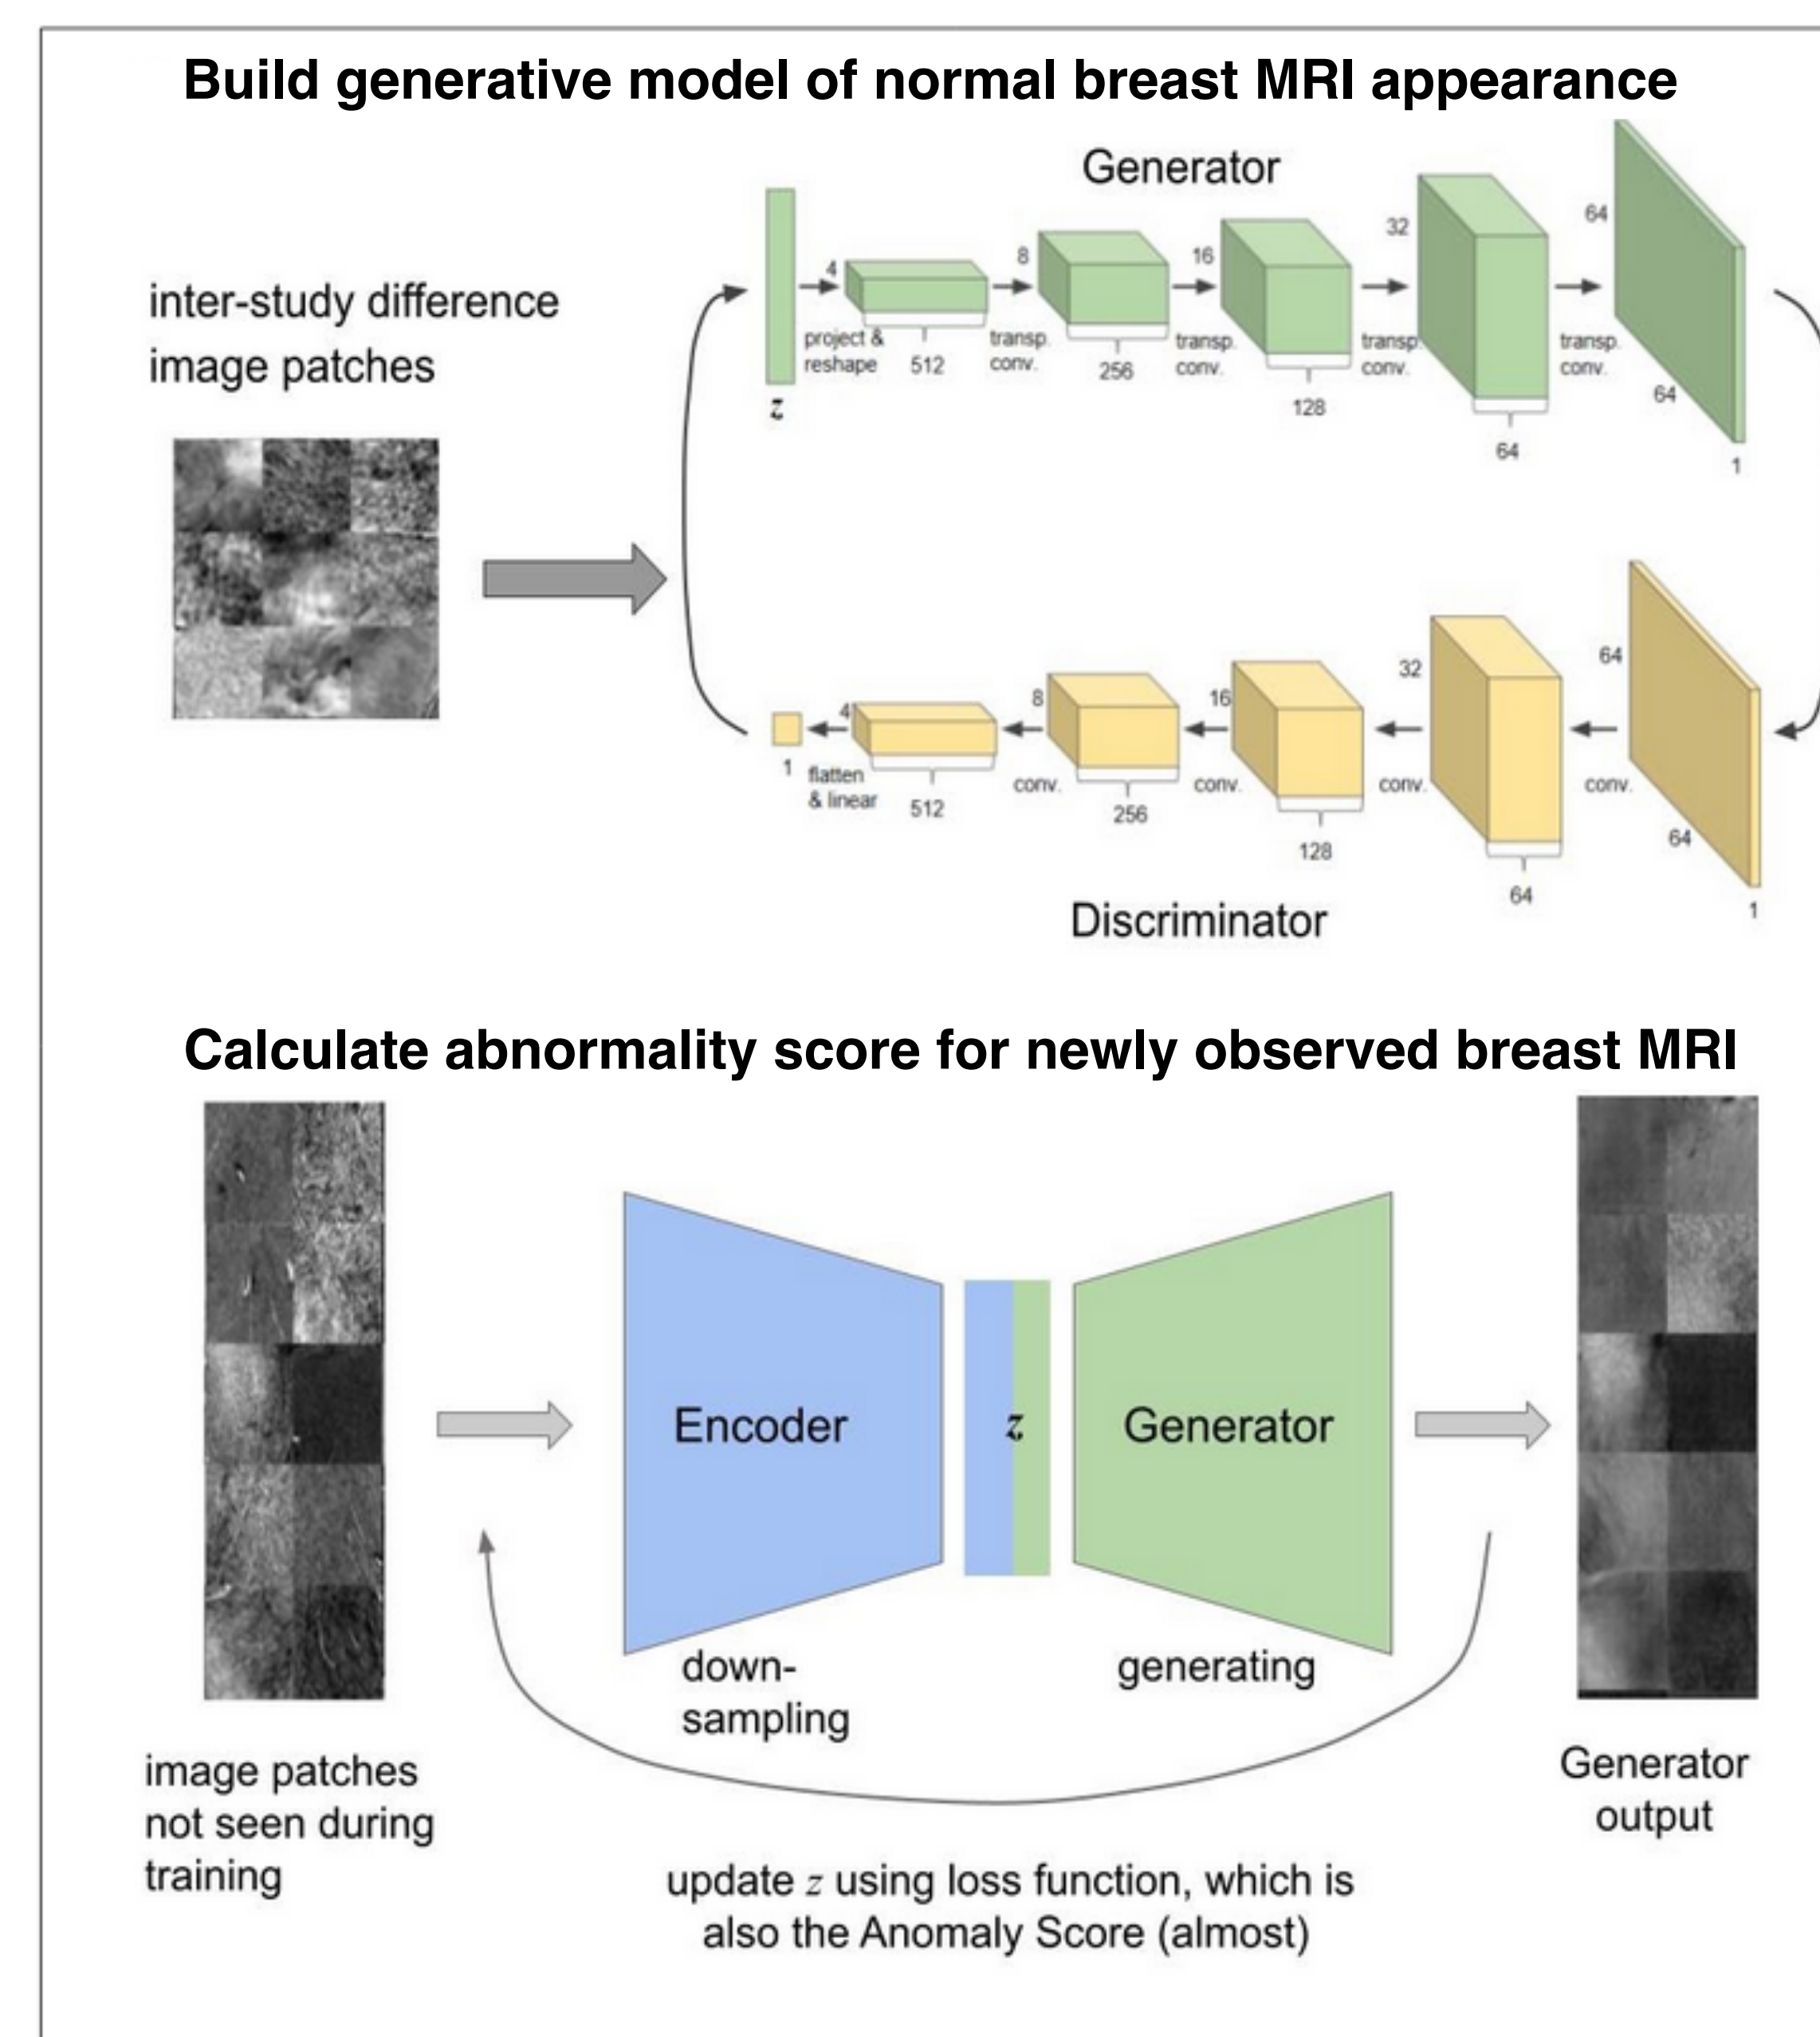 Build generative model of normal breast MRI appearance
Generator
inter-study difference
image patches
z
4
project &
reshape
512
8
transp.
conv.
256
16
transp.
conv.
128
32
transp.
conv.
64
64
transp.
conv.
64
1
1
flatten
& linear
4
512
conv.
8
256
conv.
16
128
conv.
32
64
conv.
64
64
1
Discriminator
Calculate abnormality score for newly observed breast MRI
Encoder
z
Generator
down-
sampling
generating
image patches
not seen during
training
Generator
output
update z using loss function, which is
also the Anomaly Score (almost)